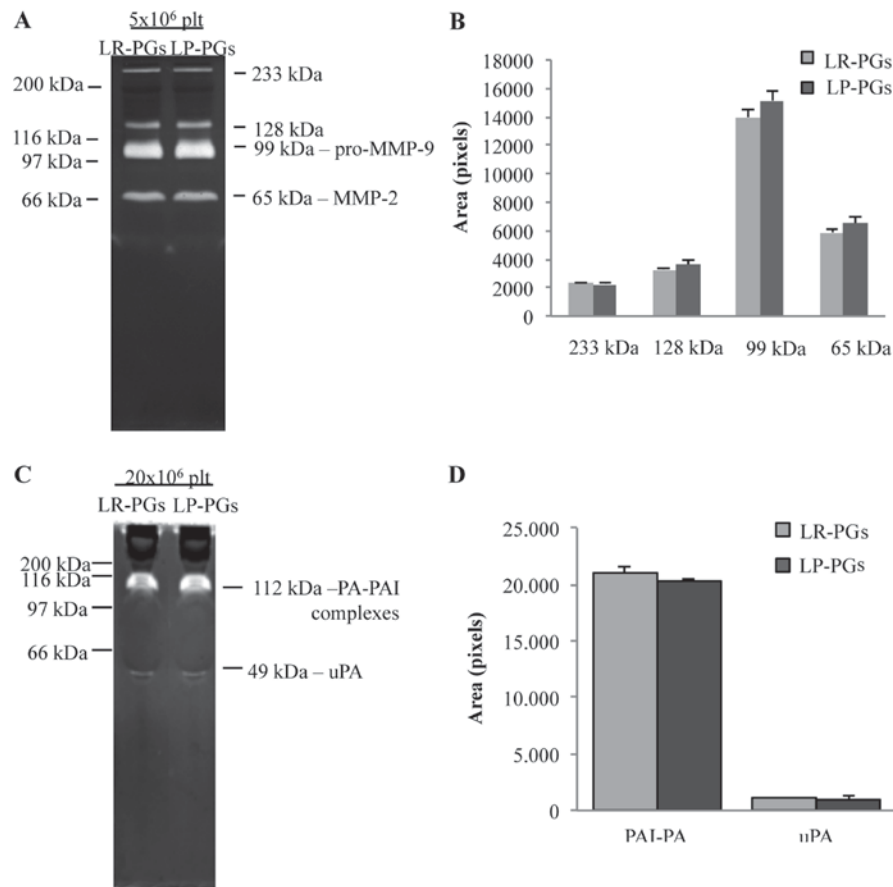 A
5x10⁶ plt
LR-PGs LP-PGs
200 kDa
116 kDa
97 kDa
66 kDa
233 kDa
128 kDa
99 kDa – pro-MMP-9
65 kDa – MMP-2
B
18000
16000
14000
12000
10000
8000
6000
4000
2000
0
Area (pixels)
233 kDa 128 kDa 99 kDa 65 kDa
LR-PGs
LP-PGs
C
20x10⁶ plt
LR-PGs LP-PGs
200 kDa
116 kDa
97 kDa
66 kDa
112 kDa –PA-PAI
complexes
49 kDa – uPA
D
25.000
20.000
15.000
10.000
5.000
0
Area (pixels)
PAI-PA uPA
LR-PGs
LP-PGs